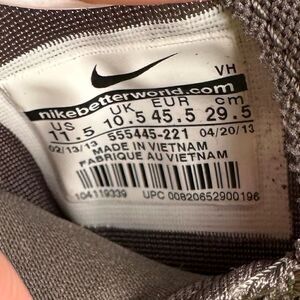 VH
nikebetterworld.com
US UK EUR cm
11.5 10.5 45.5 29.5
02/13/13 555445-221 04/20/13
MADE IN VIETNAM
FABRIQUE AU VIETNAM
104119339 UPC 00820652900196